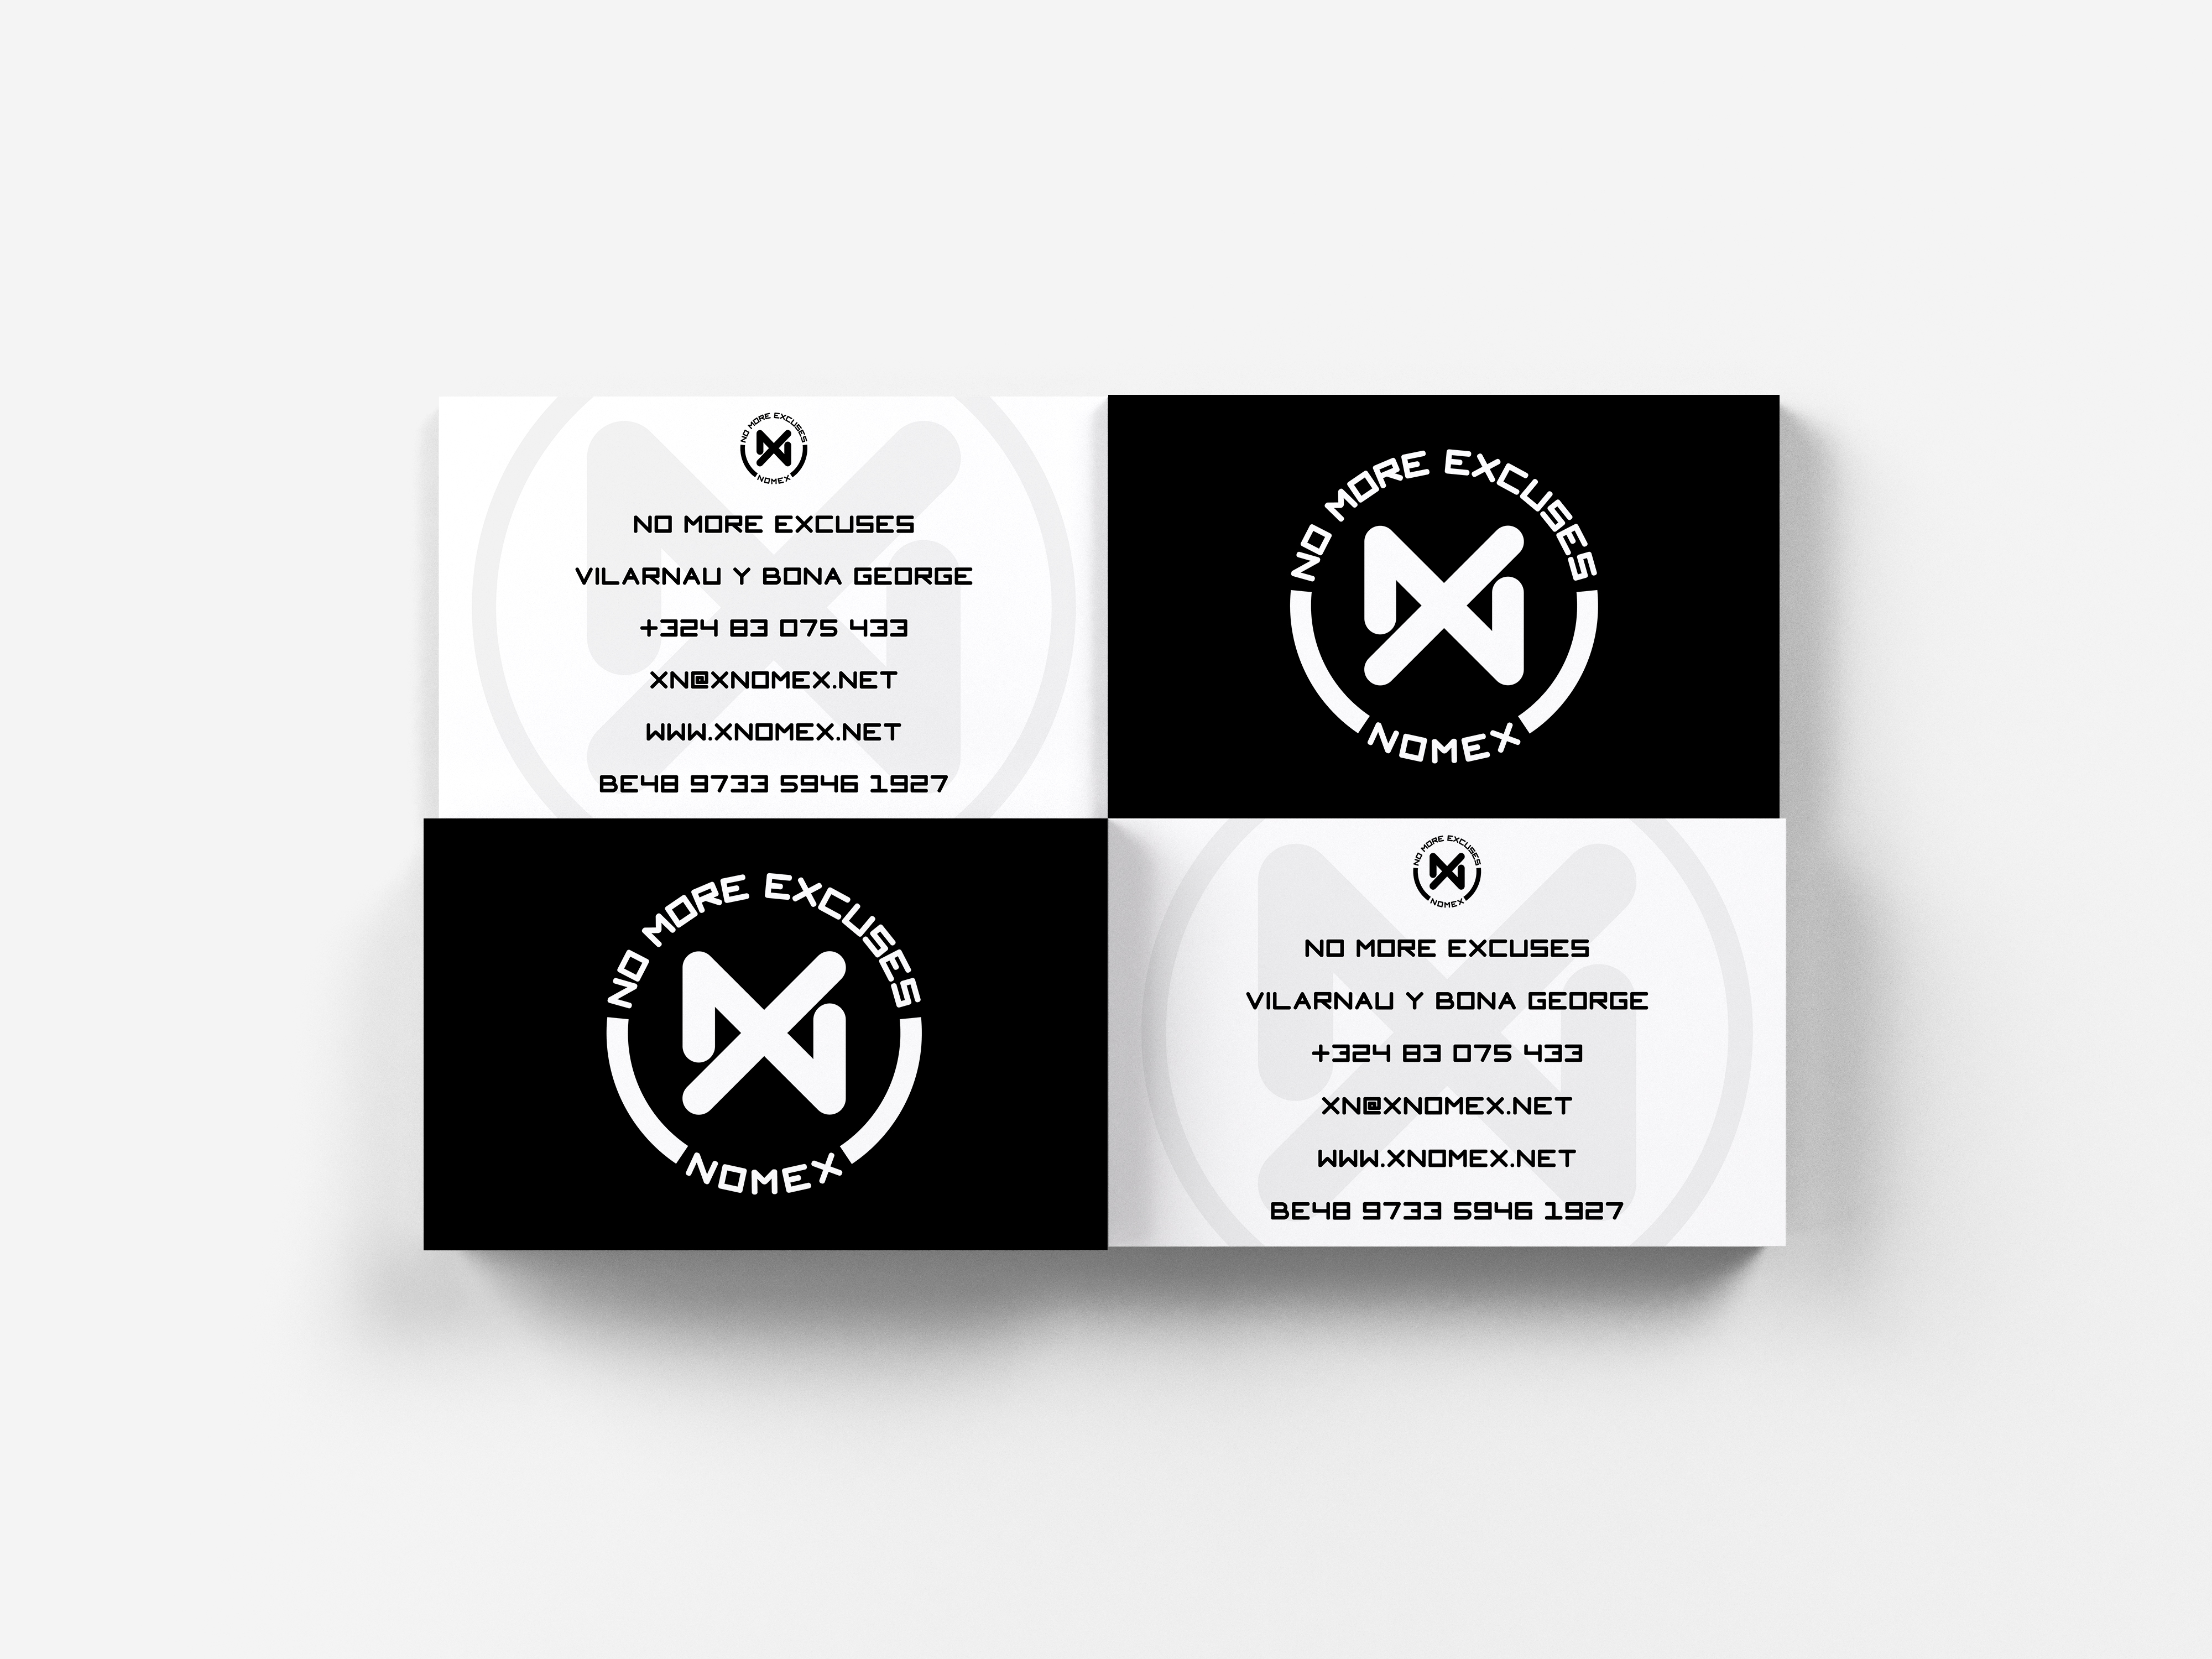 NO MORE EXCUSES
NOMEX
NO MORE EXCUSES
VILARNAU Y BONA GEORGE
+324 83 075 433
XN@XNOMEX.NET
WWW.XNOMEX.NET
BE48 9733 5946 1927
NO MORE EXCUSES
NOMEX
NO MORE EXCUSES
NOMEX
NO MORE EXCUSES
NOMEX
NO MORE EXCUSES
VILARNAU Y BONA GEORGE
+324 83 075 433
XN@XNOMEX.NET
WWW.XNOMEX.NET
BE48 9733 5946 1927